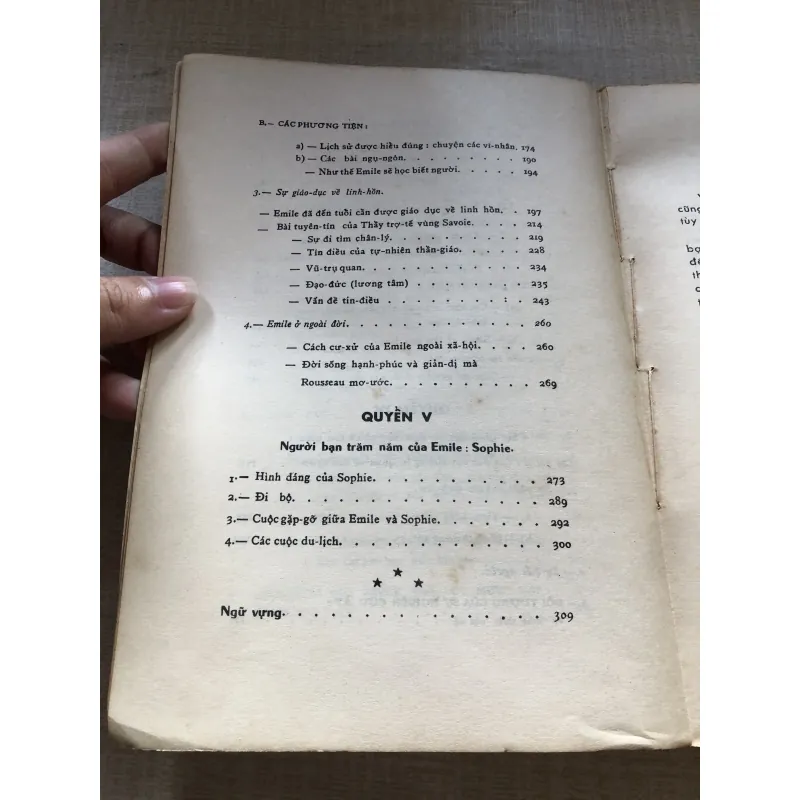 B.— CÁC PHƯƠNG TIỆN :
a) — Lịch sử được hiểu đúng : chuyện các vĩ-nhân. 174
b) — Các bài ngụ-ngôn. . . . . . . . . 190
— Như thế Emile sẽ học biết người. . . . . . 194
3.— Sự giáo-dục về linh-hồn.
— Emile đã đến tuổi cần được giáo dục về linh hồn. . 197
— Bài tuyên-tín của Thầy trợ-tế vùng Savoie. . . . 214
— Sự đi tìm chân-lý. . . . . . . . . 219
— Tín điều của tự-nhiên thần-giáo. . . . . . 228
— Vũ-trụ quan. . . . . . . . . . . 234
— Đạo-đức (lương tâm) . . . . . . . . 235
— Vấn đề tín-điều . . . . . . . . . 243
4.— Emile ở ngoài đời. . . . . . . . . . . 260
— Cách cư-xử của Emile ngoài xã-hội. . . . . 260
— Đời sống hạnh-phúc và giản-dị mà
Rousseau mơ-ước. . . . . . . . . . 269
QUYỂN V
Người bạn trăm năm của Emile : Sophie.
1.— Hình dáng của Sophie. . . . . . . . . . 273
2.— Đi bộ. . . . . . . . . . . . . . 289
3.— Cuộc gặp-gỡ giữa Emile và Sophie. . . . . . . 292
4.— Các cuộc du-lịch. . . . . . . . . . . . 300
Ngữ vựng. . . . . . . . . . . . . . . 309
cũng
tùy